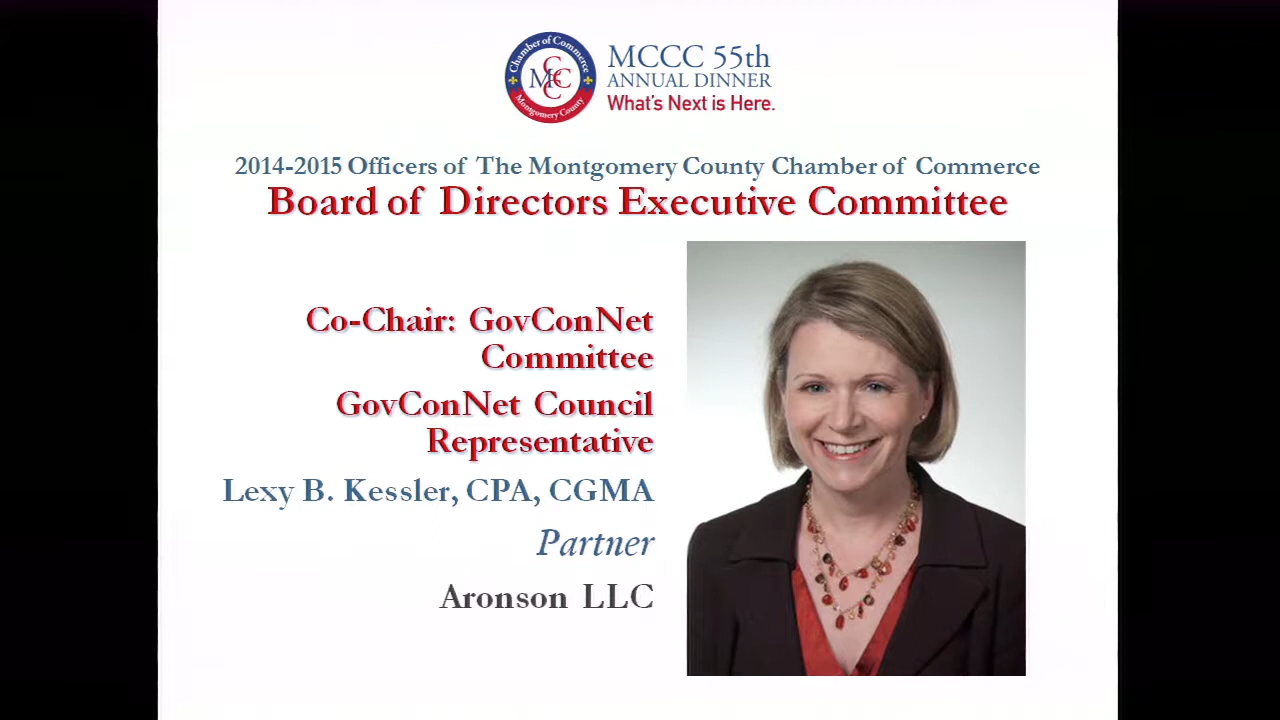 Chamber of Commerce
MCCC
Montgomery County
MCCC 55th
ANNUAL DINNER
What's Next is Here.
2014-2015 Officers of The Montgomery County Chamber of Commerce
Board of Directors Executive Committee
Co-Chair: GovConNet
Committee
GovConNet Council
Representative
Lexy B. Kessler, CPA, CGMA
Partner
Aronson LLC